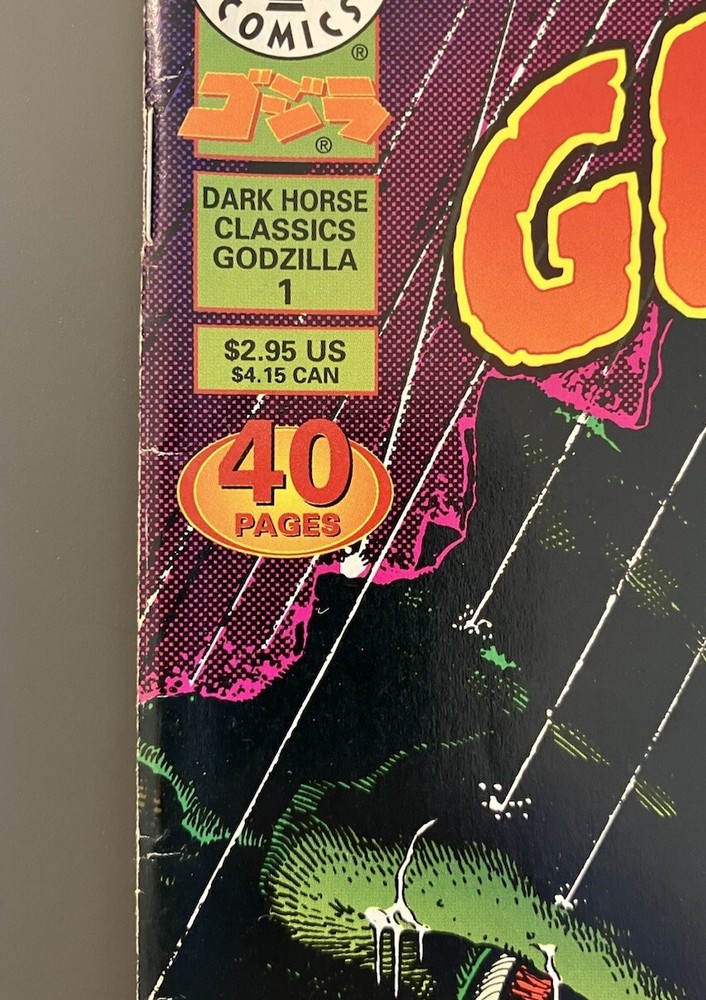 COMICS
®
ゴジラ
®
DARK HORSE
CLASSICS
GODZILLA
1
$2.95 US
$4.15 CAN
40
PAGES
G